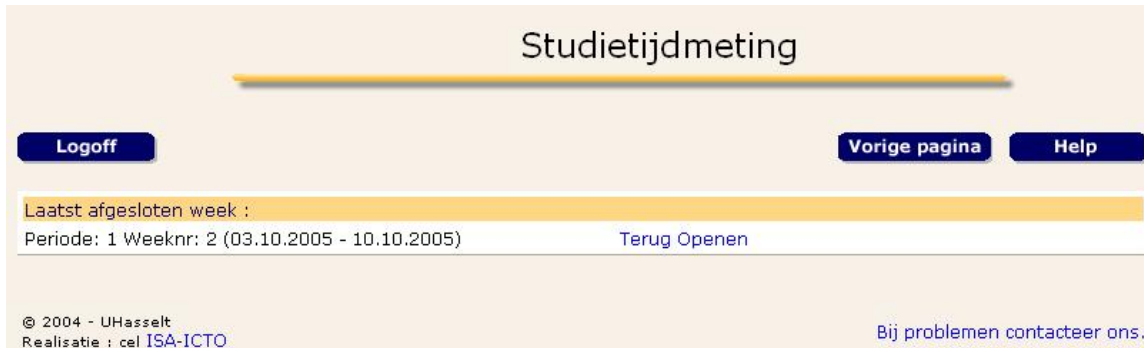 Studietijdmeting
Logoff
Vorige pagina
Help
Laatst afgesloten week :
Periode: 1 Weeknr: 2 (03.10.2005 - 10.10.2005) Terug Openen
© 2004 - UHasselt
Realisatie : cel ISA-ICTO
Bij problemen contacteer ons.